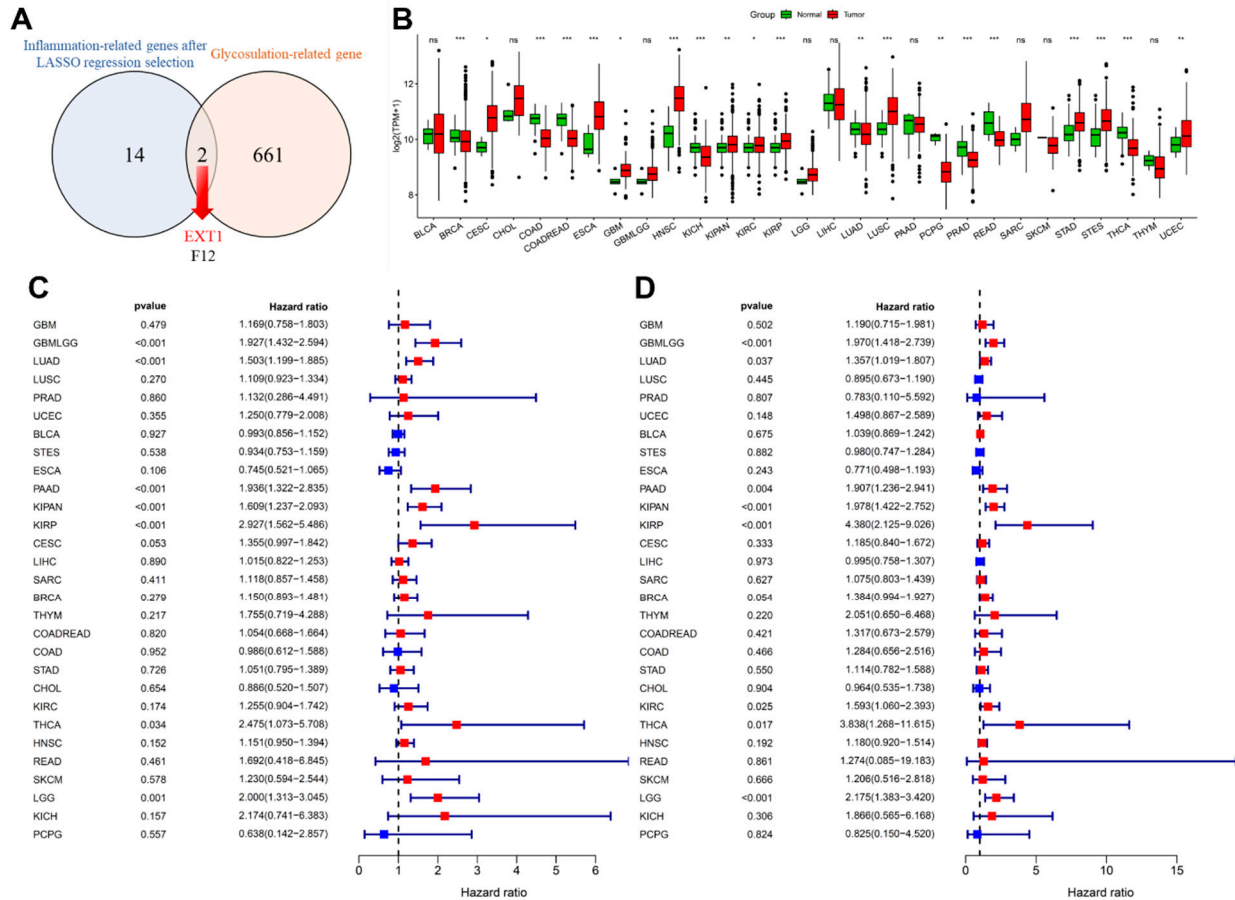 A
Inflammation-related genes after
LASSO regression selection
Glycosulation-related gene
14
2
661
EXT1
F12
B
Group Normal Tumor
ns *** * ns *** *** *** * ns *** *** ** * *** ns ns ** *** ns ** *** *** ns ns *** *** *** ns **
log2(TPM+1)
12
10
8
BLCA BRCA CESC CHOL COAD COADREAD ESCA GBM GBMLGG HNSC KICH KIPAN KIRC KIRP LGG LIHC LUAD LUSC PAAD PCPG PRAD READ SARC SKCM STAD STES THCA THYM UCEC
C
pvalue Hazard ratio
GBM 0.479 1.169(0.758−1.803)
GBMLGG <0.001 1.927(1.432−2.594)
LUAD <0.001 1.503(1.199−1.885)
LUSC 0.270 1.109(0.923−1.334)
PRAD 0.860 1.132(0.286−4.491)
UCEC 0.355 1.250(0.779−2.008)
BLCA 0.927 0.993(0.856−1.152)
STES 0.538 0.934(0.753−1.159)
ESCA 0.106 0.745(0.521−1.065)
PAAD <0.001 1.936(1.322−2.835)
KIPAN <0.001 1.609(1.237−2.093)
KIRP <0.001 2.927(1.562−5.486)
CESC 0.053 1.355(0.997−1.842)
LIHC 0.890 1.015(0.822−1.253)
SARC 0.411 1.118(0.857−1.458)
BRCA 0.279 1.150(0.893−1.481)
THYM 0.217 1.755(0.719−4.288)
COADREAD 0.820 1.054(0.668−1.664)
COAD 0.952 0.986(0.612−1.588)
STAD 0.726 1.051(0.795−1.389)
CHOL 0.654 0.886(0.520−1.507)
KIRC 0.174 1.255(0.904−1.742)
THCA 0.034 2.475(1.073−5.708)
HNSC 0.152 1.151(0.950−1.394)
READ 0.461 1.692(0.418−6.845)
SKCM 0.578 1.230(0.594−2.544)
LGG 0.001 2.000(1.313−3.045)
KICH 0.157 2.174(0.741−6.383)
PCPG 0.557 0.638(0.142−2.857)
0 1 2 3 4 5 6
Hazard ratio
D
pvalue Hazard ratio
GBM 0.502 1.190(0.715−1.981)
GBMLGG <0.001 1.970(1.418−2.739)
LUAD 0.037 1.357(1.019−1.807)
LUSC 0.445 0.895(0.673−1.190)
PRAD 0.807 0.783(0.110−5.592)
UCEC 0.148 1.498(0.867−2.589)
BLCA 0.675 1.039(0.869−1.242)
STES 0.882 0.980(0.747−1.284)
ESCA 0.243 0.771(0.498−1.193)
PAAD 0.004 1.907(1.236−2.941)
KIPAN <0.001 1.978(1.422−2.752)
KIRP <0.001 4.380(2.125−9.026)
CESC 0.333 1.185(0.840−1.672)
LIHC 0.973 0.995(0.758−1.307)
SARC 0.627 1.075(0.803−1.439)
BRCA 0.054 1.384(0.994−1.927)
THYM 0.220 2.051(0.650−6.468)
COADREAD 0.421 1.317(0.673−2.579)
COAD 0.466 1.284(0.656−2.516)
STAD 0.550 1.114(0.782−1.588)
CHOL 0.904 0.964(0.535−1.738)
KIRC 0.025 1.593(1.060−2.393)
THCA 0.017 3.838(1.268−11.615)
HNSC 0.192 1.180(0.920−1.514)
READ 0.861 1.274(0.085−19.183)
SKCM 0.666 1.206(0.516−2.818)
LGG <0.001 2.175(1.383−3.420)
KICH 0.306 1.866(0.565−6.168)
PCPG 0.824 0.825(0.150−4.520)
0 5 10 15
Hazard ratio